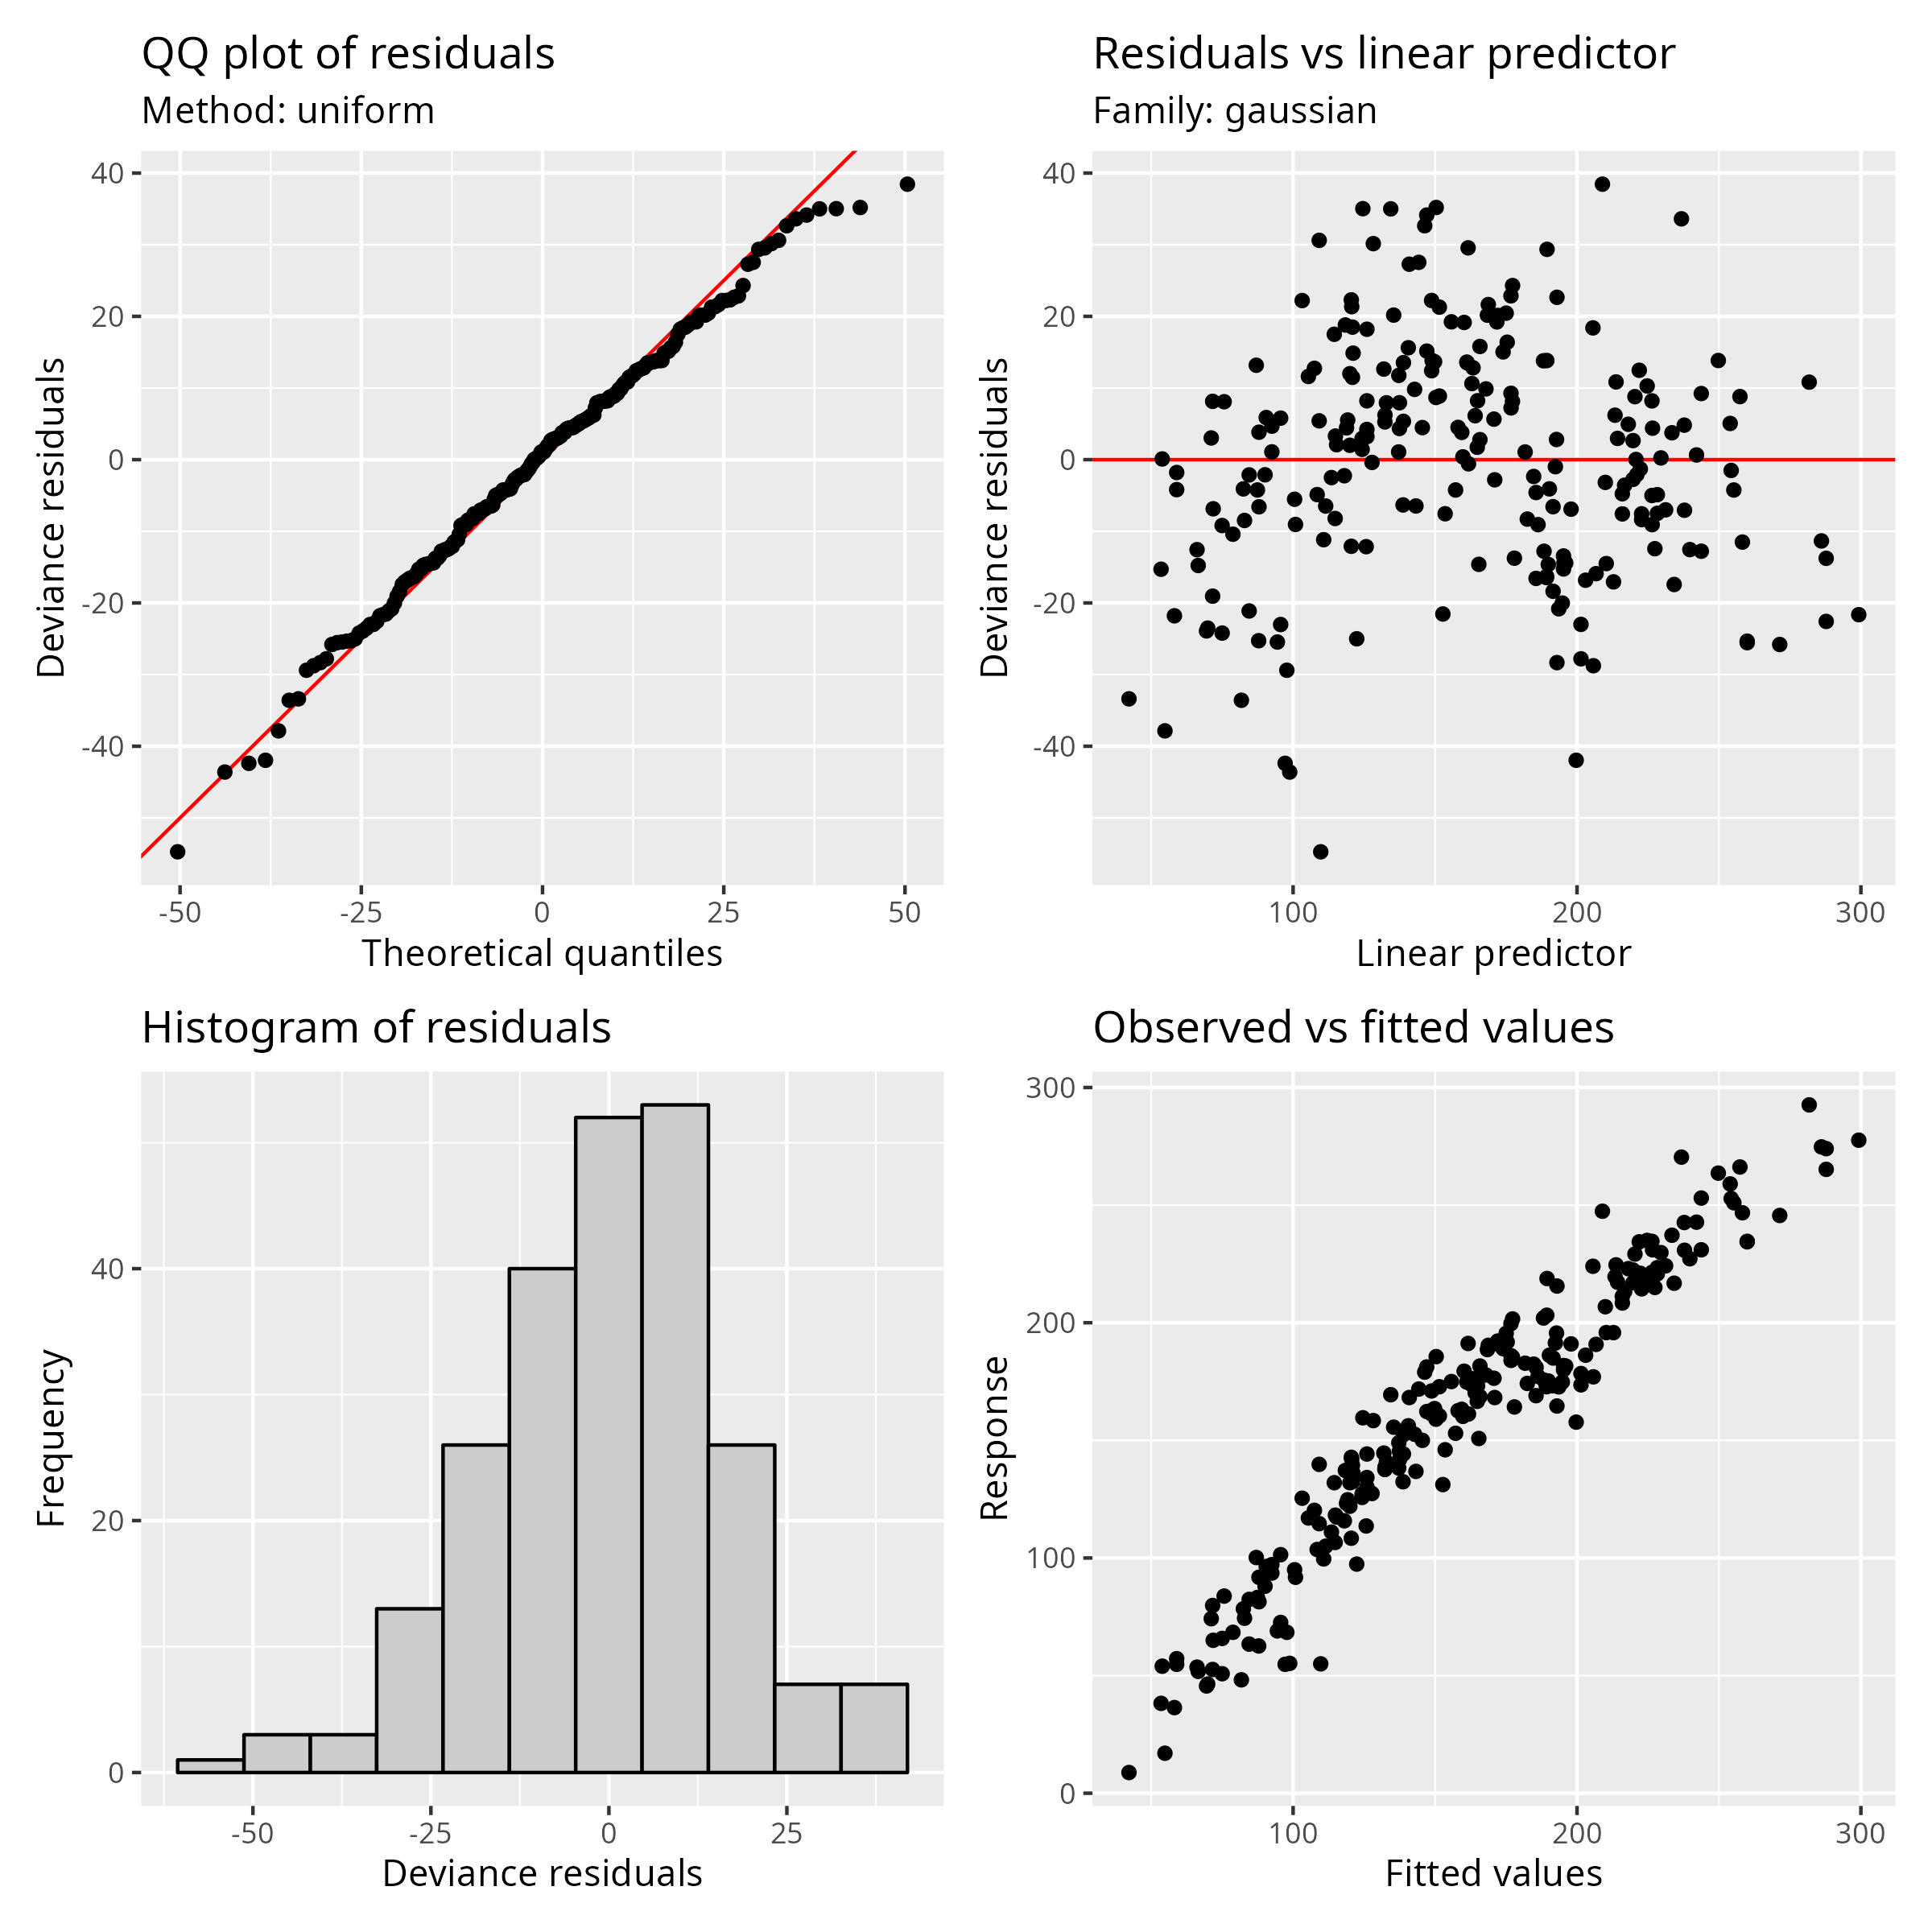 QQ plot of residuals
Method: uniform
Deviance residuals
40
20
0
-20
-40
-50
-25
0
25
50
Theoretical quantiles
Residuals vs linear predictor
Family: gaussian
Deviance residuals
40
20
0
-20
-40
100
200
300
Linear predictor
Histogram of residuals
Frequency
40
20
0
-50
-25
0
25
Deviance residuals
Observed vs fitted values
Response
300
200
100
0
100
200
300
Fitted values